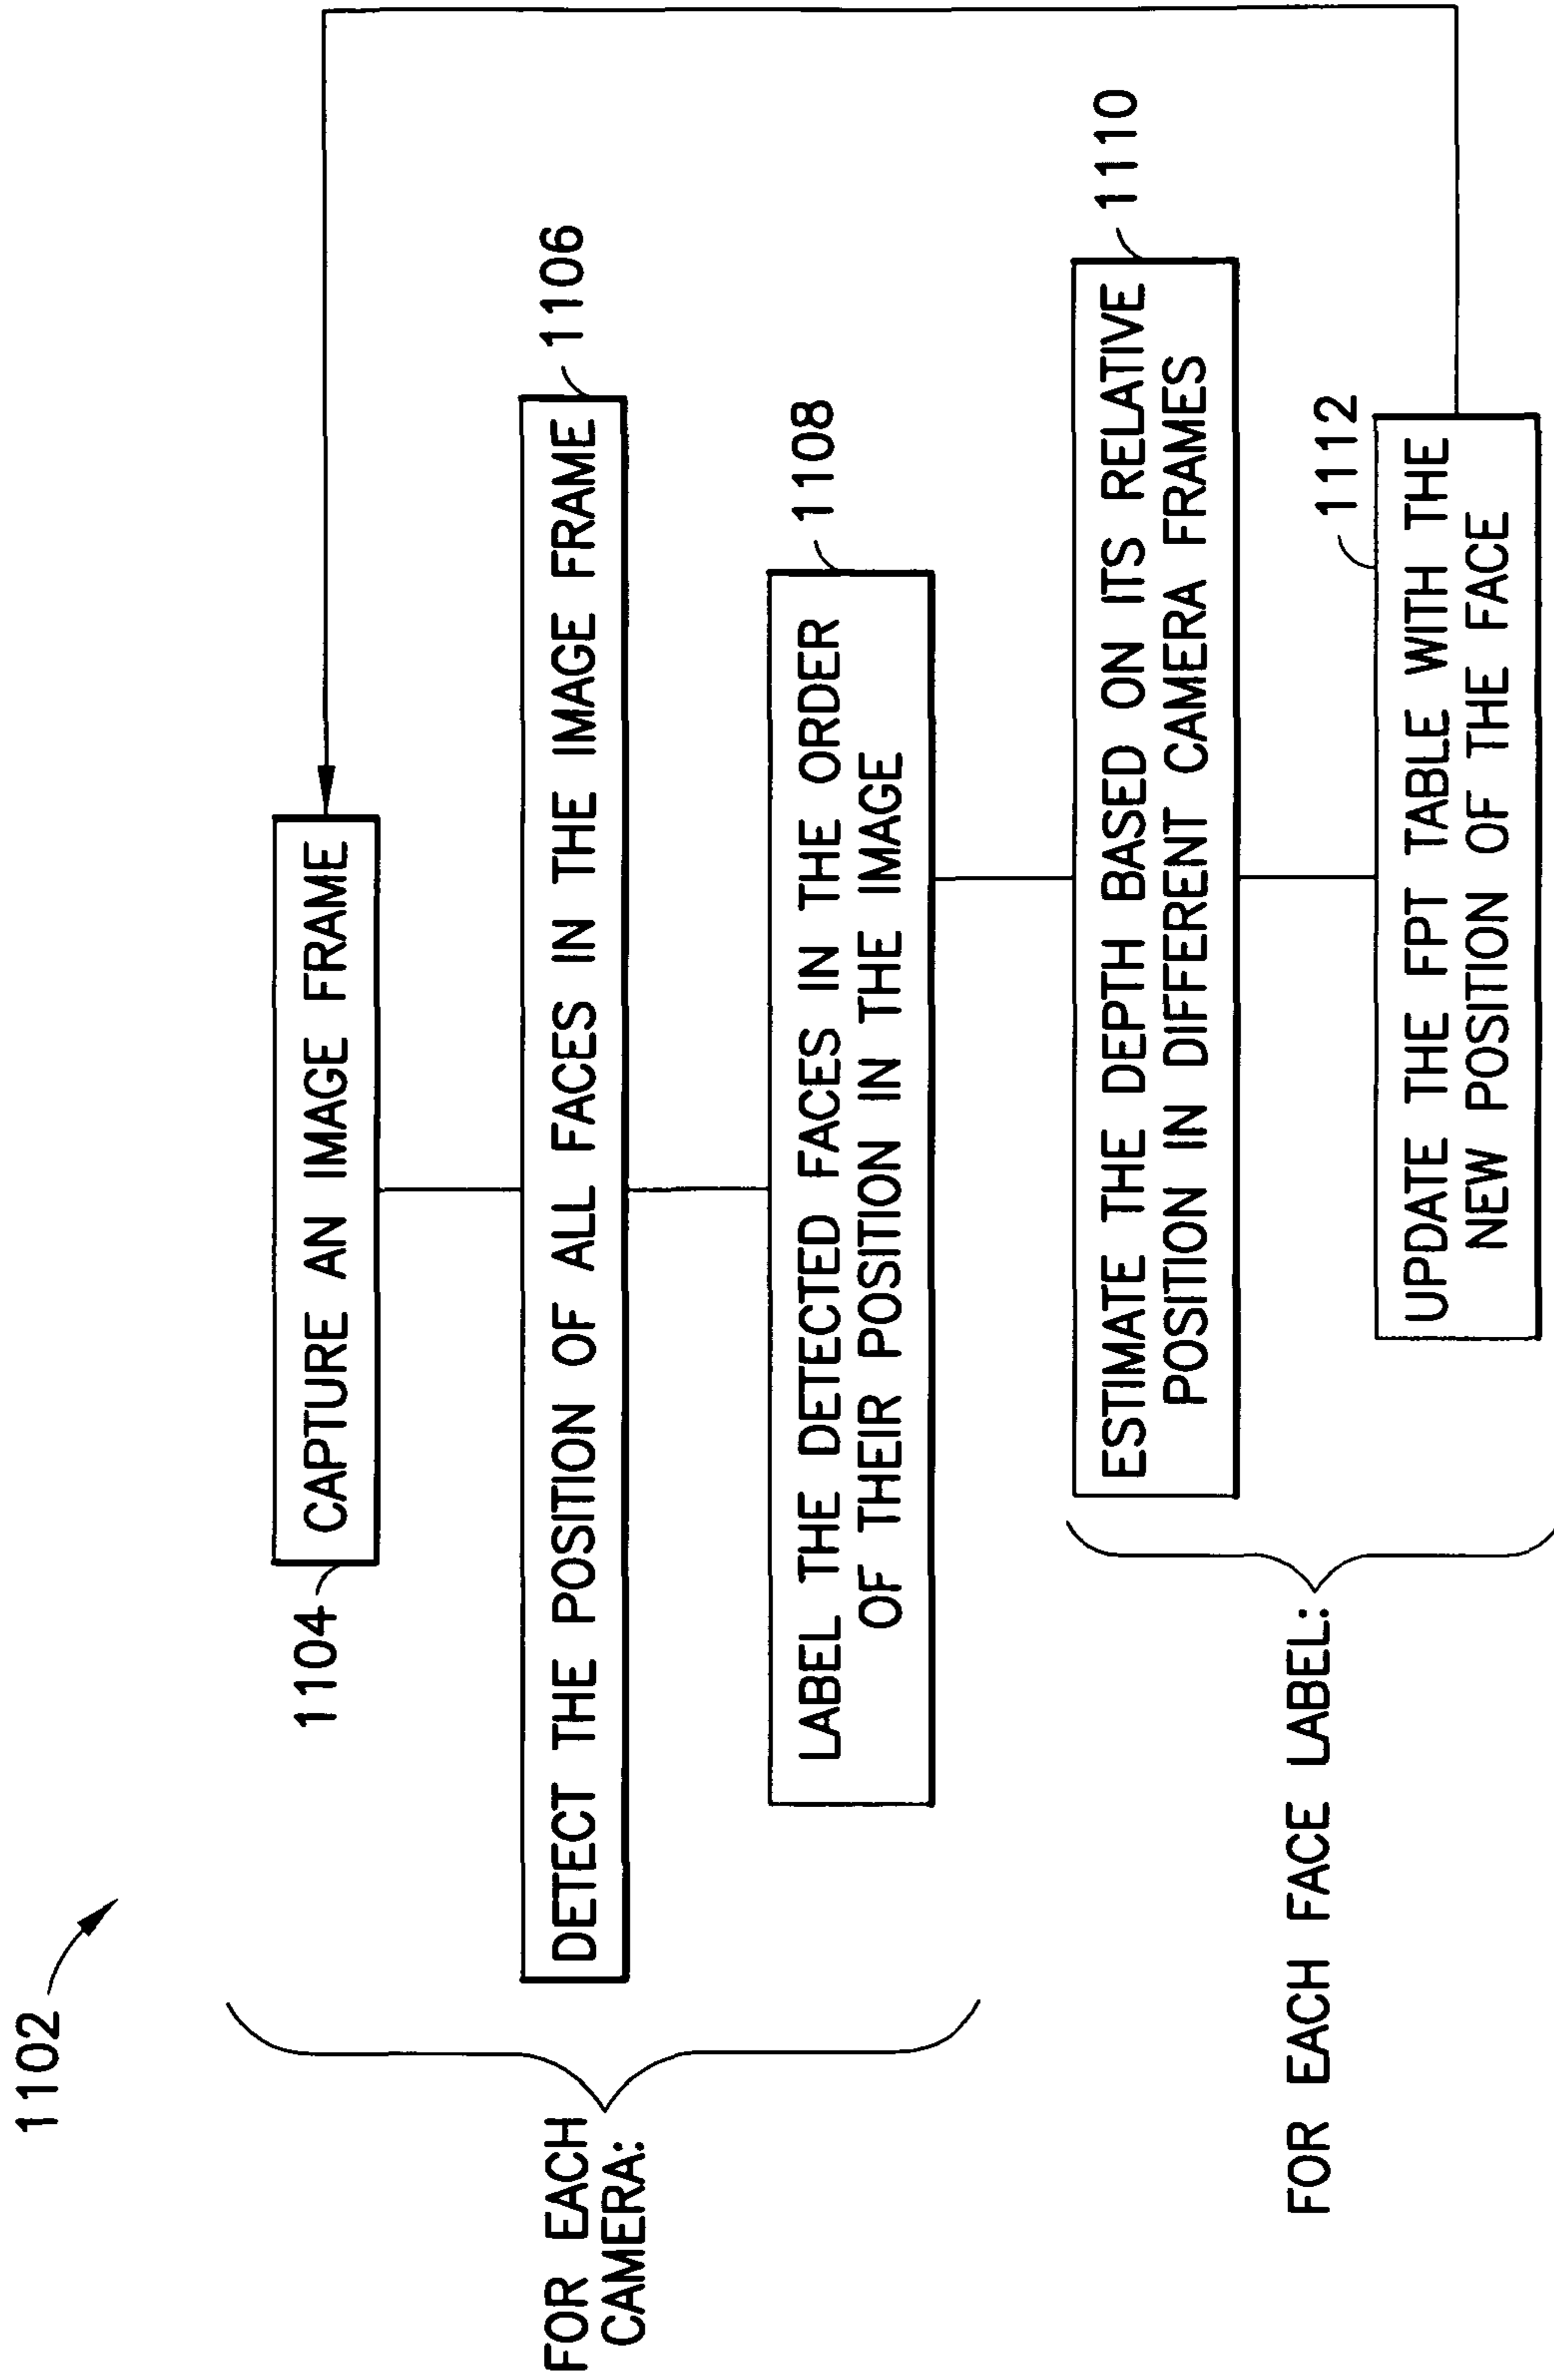 1102
FOR EACH
CAMERA:
1104
CAPTURE AN IMAGE FRAME
DETECT THE POSITION OF ALL FACES IN THE IMAGE FRAME
1106
LABEL THE DETECTED FACES IN THE ORDER
OF THEIR POSITION IN THE IMAGE
1108
FOR EACH FACE LABEL:
ESTIMATE THE DEPTH BASED ON ITS RELATIVE
POSITION IN DIFFERENT CAMERA FRAMES
1110
UPDATE THE FPT TABLE WITH THE
NEW POSITION OF THE FACE
1112